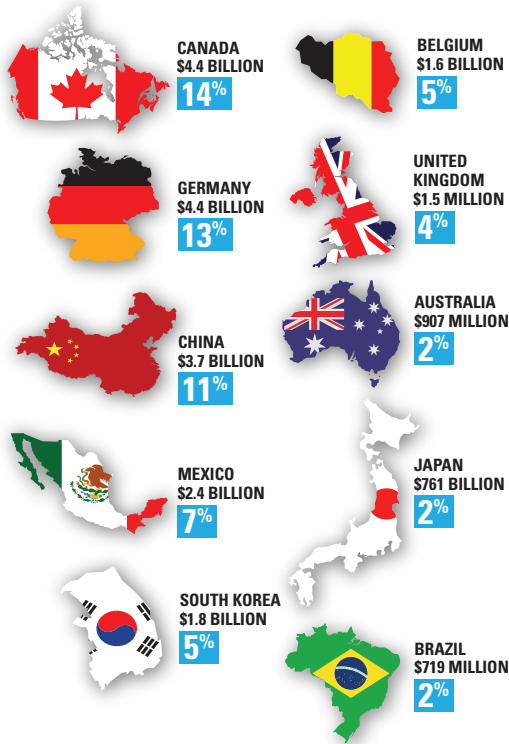 CANADA
$4.4 BILLION
14%
GERMANY
$4.4 BILLION
13%
CHINA
$3.7 BILLION
11%
MEXICO
$2.4 BILLION
7%
SOUTH KOREA
$1.8 BILLION
5%
BELGIUM
$1.6 BILLION
5%
UNITED
KINGDOM
$1.5 MILLION
4%
AUSTRALIA
$907 MILLION
2%
JAPAN
$761 BILLION
2%
BRAZIL
$719 MILLION
2%